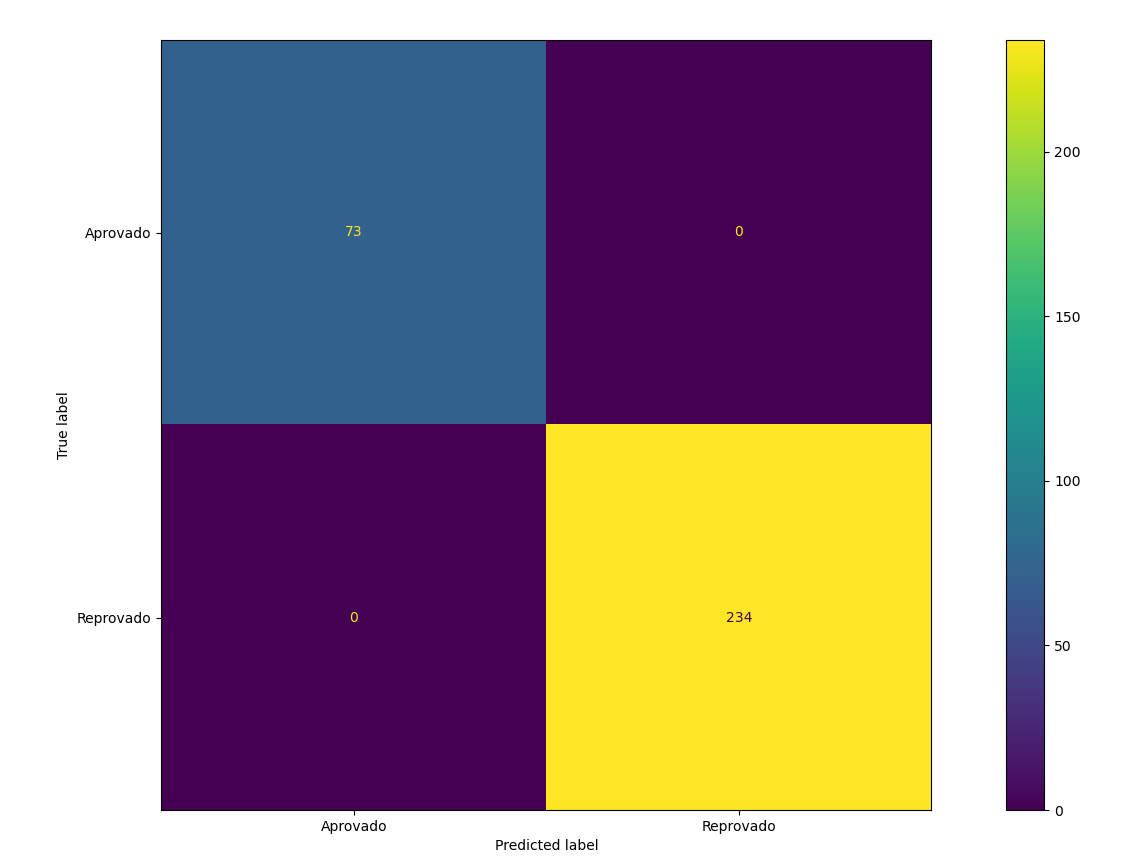 Aprovado
Reprovado
True label
73
0
0
234
Aprovado
Reprovado
Predicted label
200
150
100
50
0